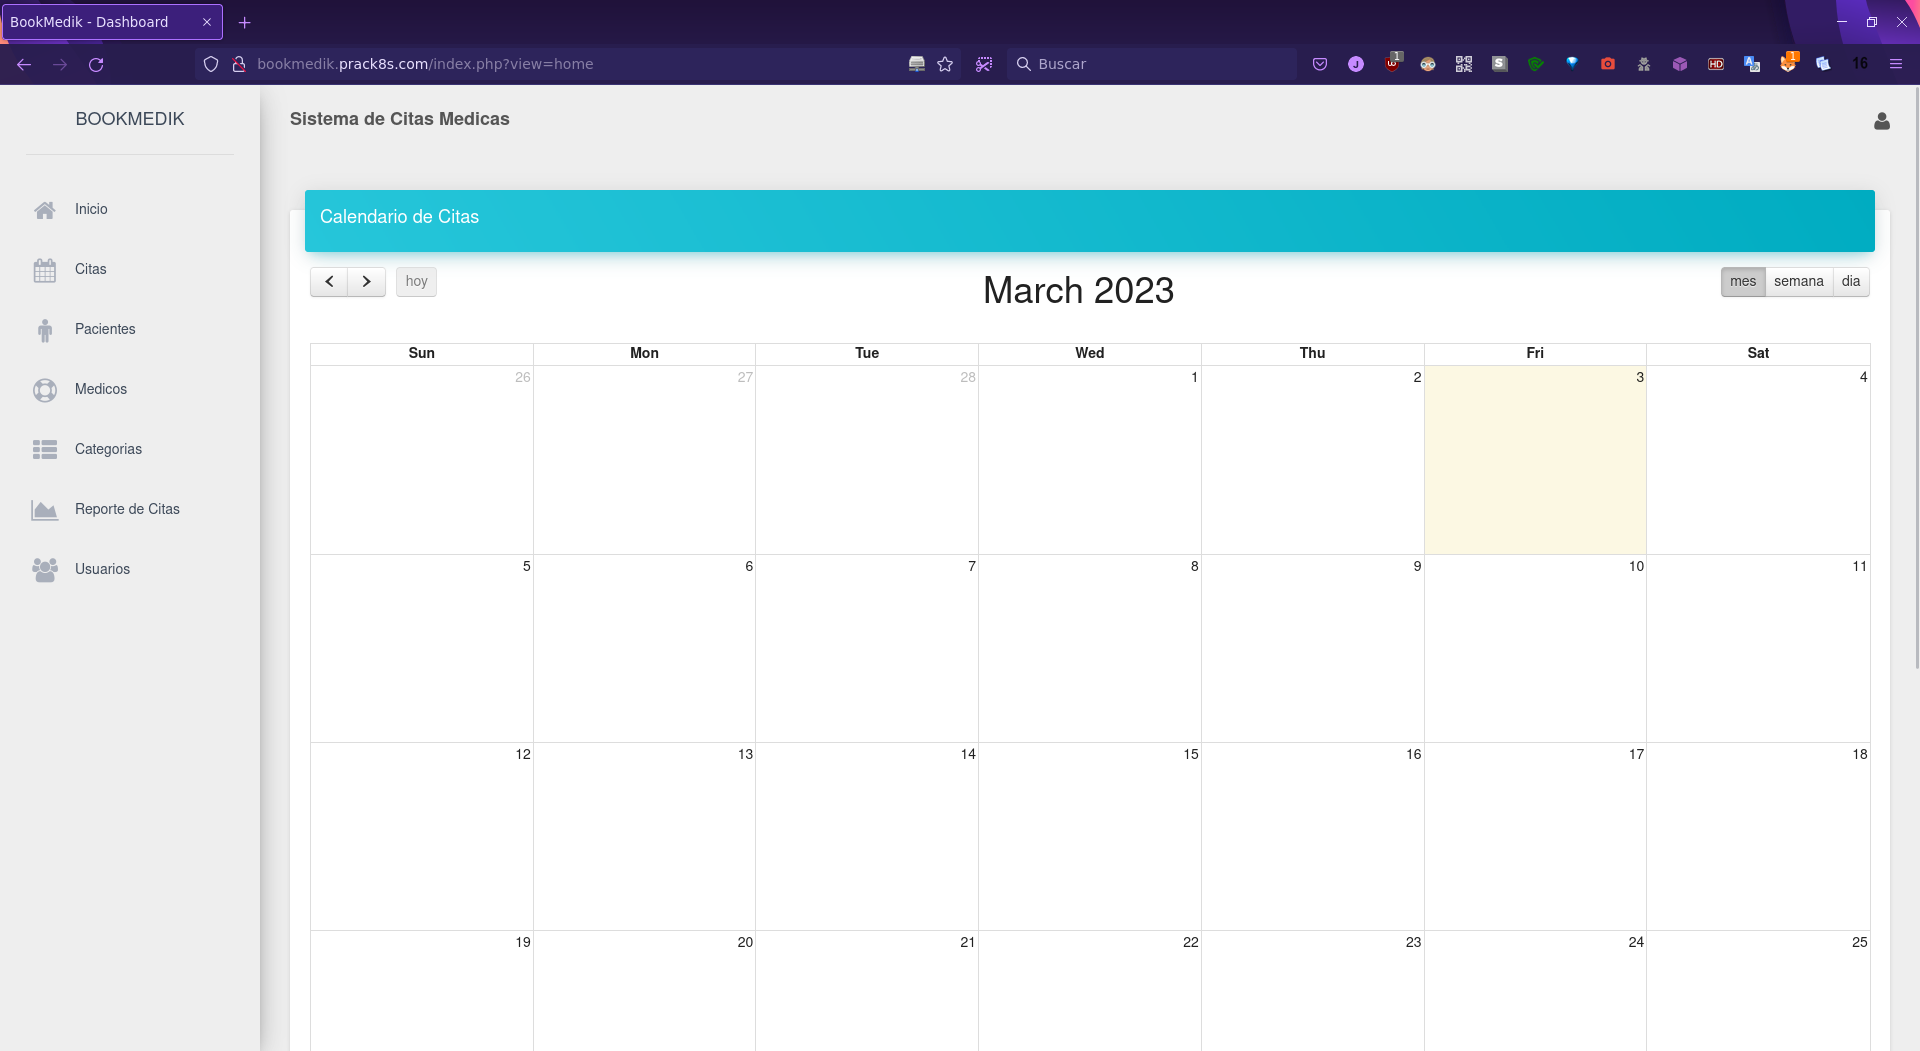 BookMedik - Dashboard
bookmedik.prack8s.com/index.php?view=home
Buscar
J
1
S
HD
A
1
16
BOOKMEDIK
Sistema de Citas Medicas
Inicio
Citas
Pacientes
Medicos
Categorias
Reporte de Citas
Usuarios
Calendario de Citas
hoy
March 2023
mes semana dia
Sun Mon Tue Wed Thu Fri Sat
26 27 28 1 2 3 4
5 6 7 8 9 10 11
12 13 14 15 16 17 18
19 20 21 22 23 24 25